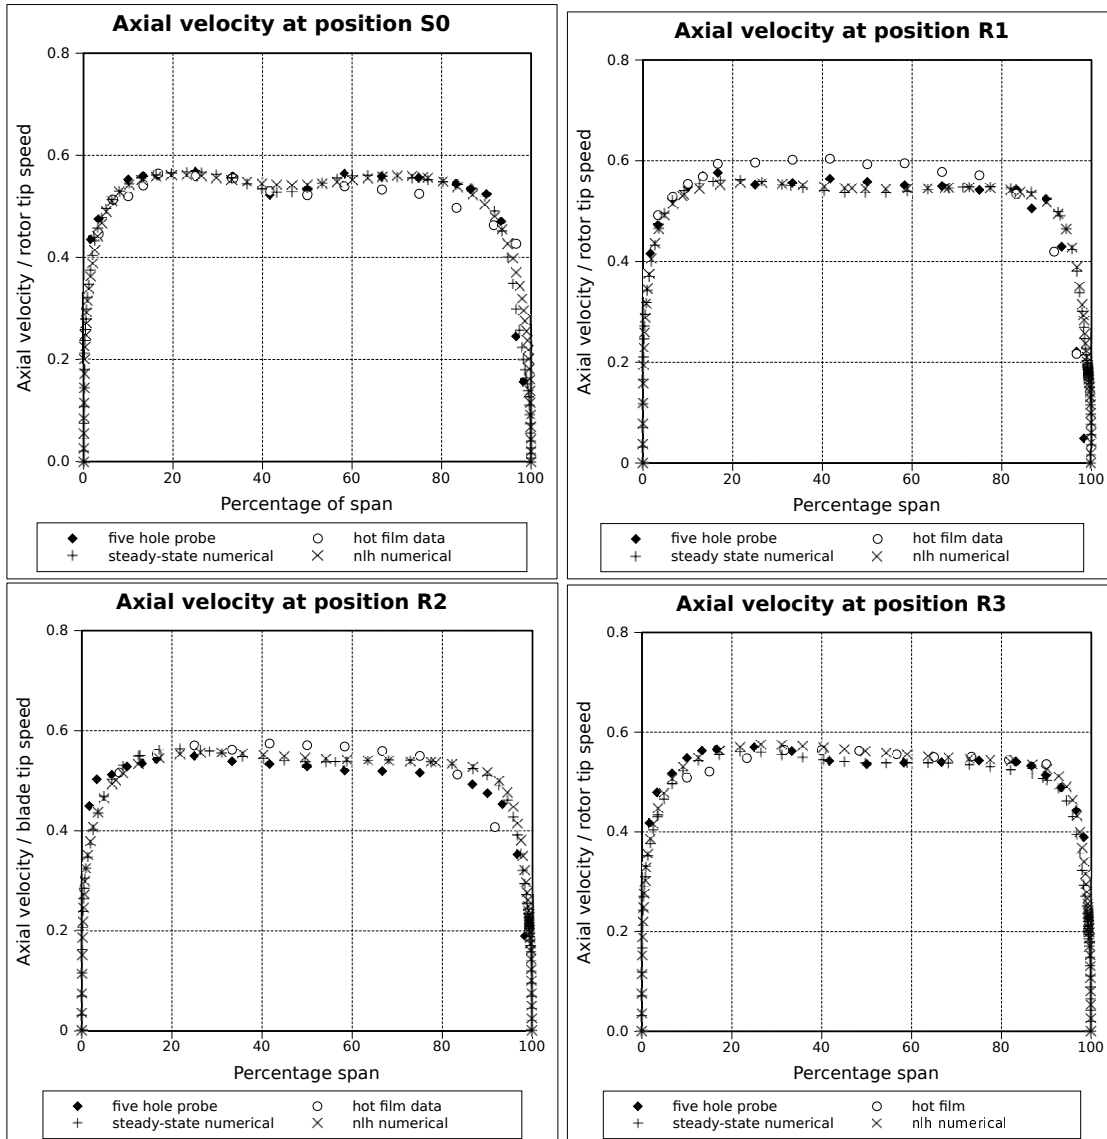 Axial velocity at position S0
Axial velocity / rotor tip speed
0.8
0.6
0.4
0.2
0.0
0 20 40 60 80 100
Percentage of span
five hole probe hot film data
steady-state numerical nlh numerical
Axial velocity at position R1
Axial velocity / rotor tip speed
0.8
0.6
0.4
0.2
0
0 20 40 60 80 100
Percentage span
five hole probe hot film data
steady state numerical nlh numerical
Axial velocity at position R2
Axial velocity / blade tip speed
0.8
0.6
0.4
0.2
0
0 20 40 60 80 100
Percentage span
five hole probe hot film data
steady-state numerical nlh numerical
Axial velocity at position R3
Axial velocity / rotor tip speed
0.8
0.6
0.4
0.2
0.0
0 20 40 60 80 100
Percentage span
five hole probe hot film
steady-state numerical nlh numerical